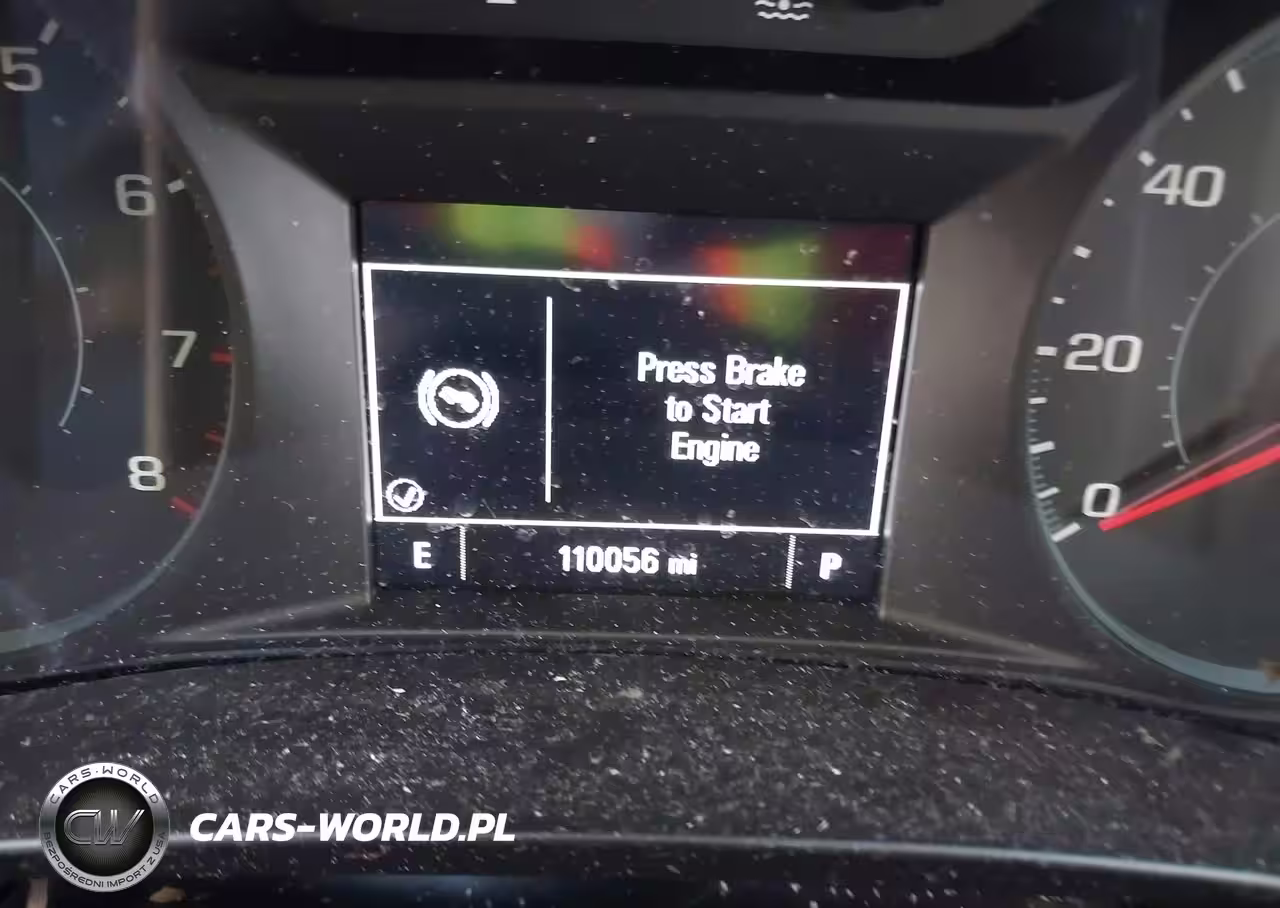 5
6
40
7
20
Press Brake
to Start
Engine
8
0
E
110056 mi
P
CARS-WORLD
CW
BEZPOŚREDNI IMPORT Z USA
CARS-WORLD.PL